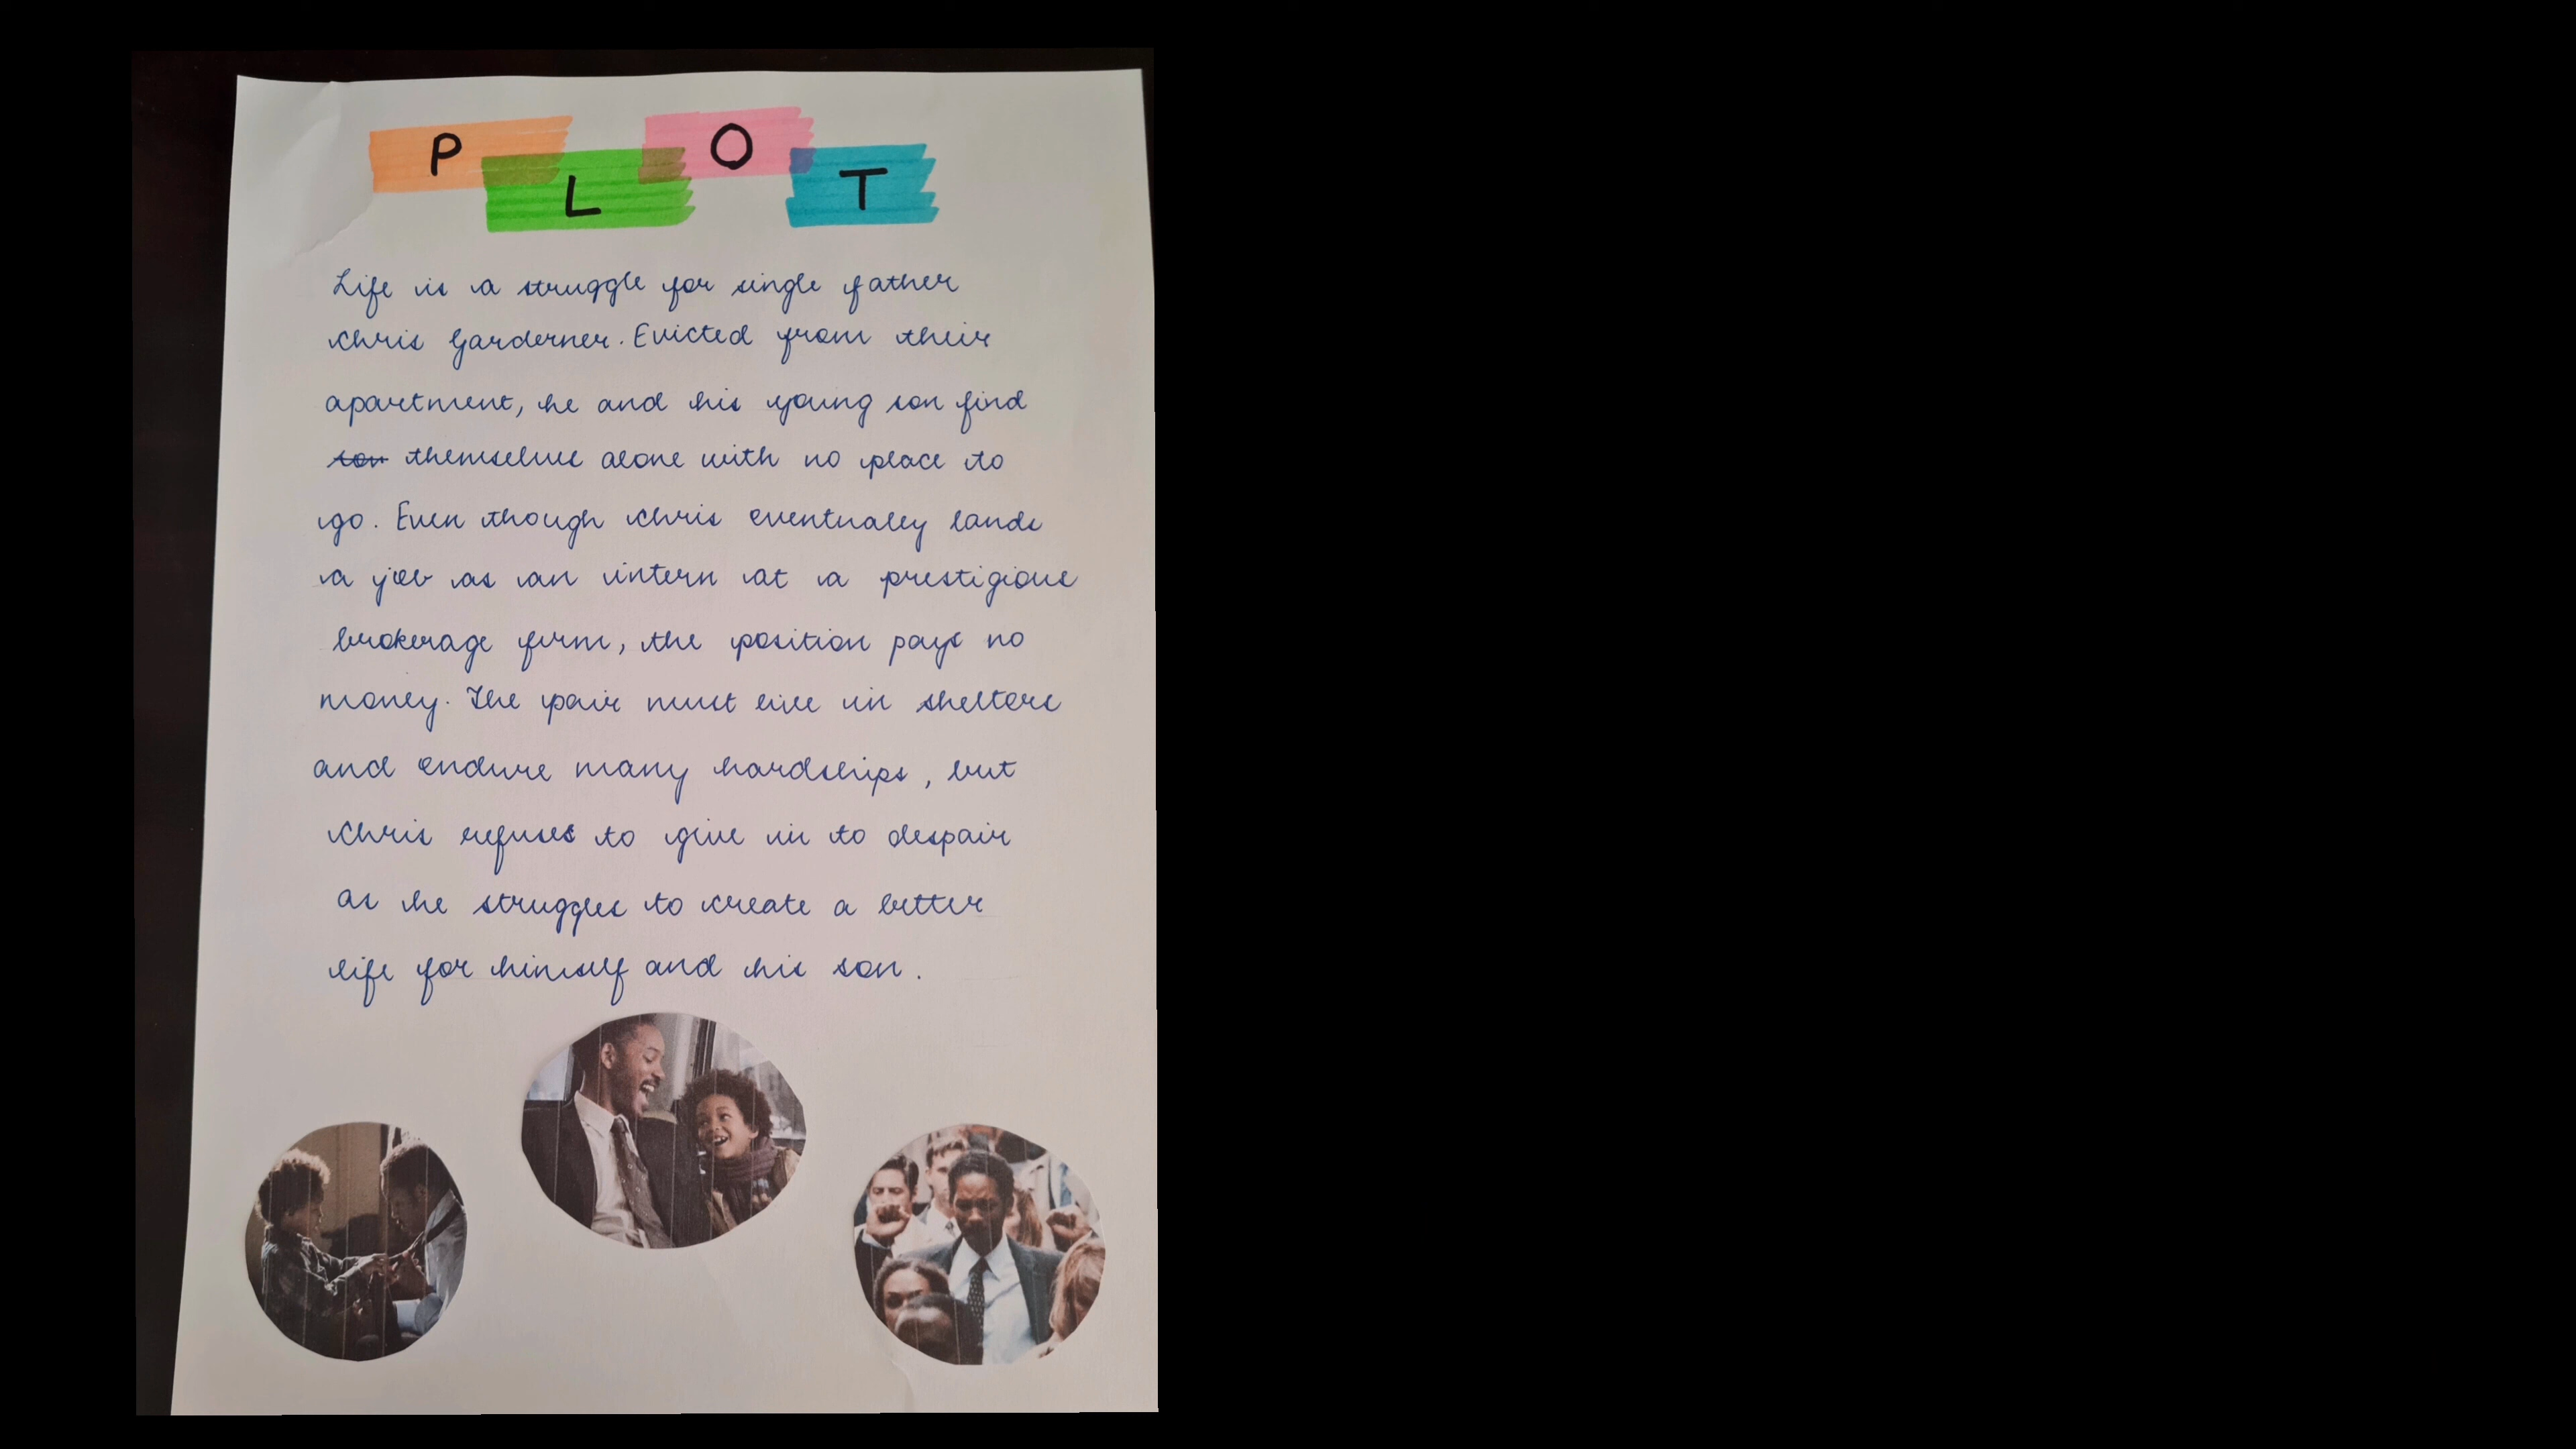 PLOT
Life is a struggle for single father
Chris Garderner. Evicted from their
apartment, he and his young son find
son themselves alone with no place to
go. Even though Chris eventually lands
a job as an intern at a prestigious
brokerage firm, the position pays no
money. The pair must live in shelters
and endure many hardships, but
Chris refuses to give in to despair
as he struggles to create a better
life for himself and his son.